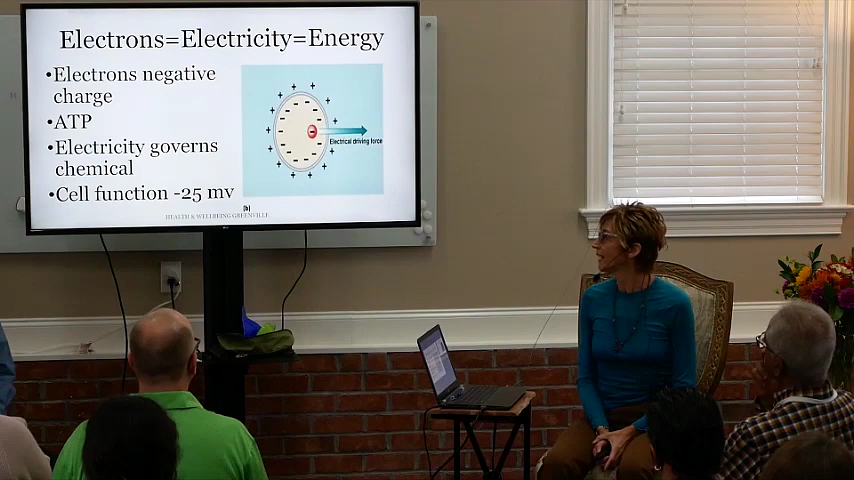 Electrons=Electricity=Energy
•Electrons negative
charge
•ATP
•Electricity governs
chemical
•Cell function -25 mv
Electrical driving force
(b)
HEALTH & WELLBEING GREENVILLE